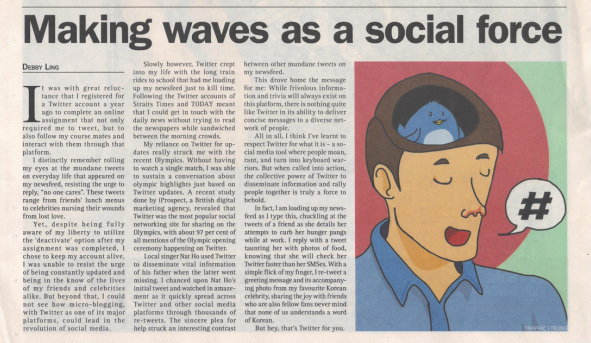 Making waves as a social force
DEBBY LING
It was with great reluc-
tance that I registered for
a Twitter account a year
ago to complete an online
assignment that not only
required me to tweet, but to
also follow my course mates and
interact with them through that
platform.
I distinctly remember rolling
my eyes at the mundane tweets
on everyday life that appeared on
my newsfeed, resisting the urge to
reply, "no one cares". These tweets
range from friends' lunch menus
to celebrities nursing their wounds
from lost love.
Yet, despite being fully
aware of my liberty to utilize
the 'deactivate' option after my
assignment was completed, I
chose to keep my account alive.
I was unable to resist the urge
of being constantly updated and
being in the know of the lives
of my friends and celebrities
alike. But beyond that, I could
not see how micro-blogging,
with Twitter as one of its major
platforms, could lead in the
revolution of social media.
Slowly however, Twitter crept
into my life with the long train
rides to school that had me loading
up my newsfeed just to kill time.
Following the Twitter accounts of
Straits Times and TODAY meant
that I could get in touch with the
daily news without trying to read
the newspapers while sandwiched
between the morning crowds.
My reliance on Twitter for up-
dates really struck me with the
recent Olympics. Without having
to watch a single match, I was able
to sustain a conversation about
olympic highlights just based on
Twitter updates. A recent study
done by iProspect, a British digital
marketing agency, revealed that
Twitter was the most popular social
networking site for sharing on the
Olympics, with about 97 per cent of
all mentions of the Olympic opening
ceremony happening on Twitter.
Local singer Nat Ho used Twitter
to disseminate vital information
of his father when the latter went
missing. I chanced upon Nat Ho's
initial tweet and watched in amaze-
ment as it quickly spread across
Twitter and other social media
platforms through thousands of
re-tweets. The sincere plea for
help struck an interesting contrast
between other mundane tweets on
my newsfeed.
This drove home the message
for me: While frivolous informa-
tion and trivia will always exist on
this platform, there is nothing quite
like Twitter in its ability to deliver
concise messages to a diverse net-
work of people.
All in all, I think I've learnt to
respect Twitter for what it is – a so-
cial media tool where people moan,
rant, and turn into keyboard war-
riors. But when called into action,
the collective power of Twitter to
disseminate information and rally
people together is truly a force to
behold.
In fact, I am loading up my news-
feed as I type this, chuckling at the
tweets of a friend as she details her
attempts to curb her hunger pangs
while at work. I reply with a tweet
taunting her with photos of food,
knowing that she will check her
Twitter faster than her SMSes. With a
simple flick of my finger, I re-tweet a
greeting message and its accompany-
ing photo from my favourite Korean
celebrity, sharing the joy with friends
who are also fellow fans never mind
that none of us understands a word
of Korean.
But hey, that's Twitter for you.
#